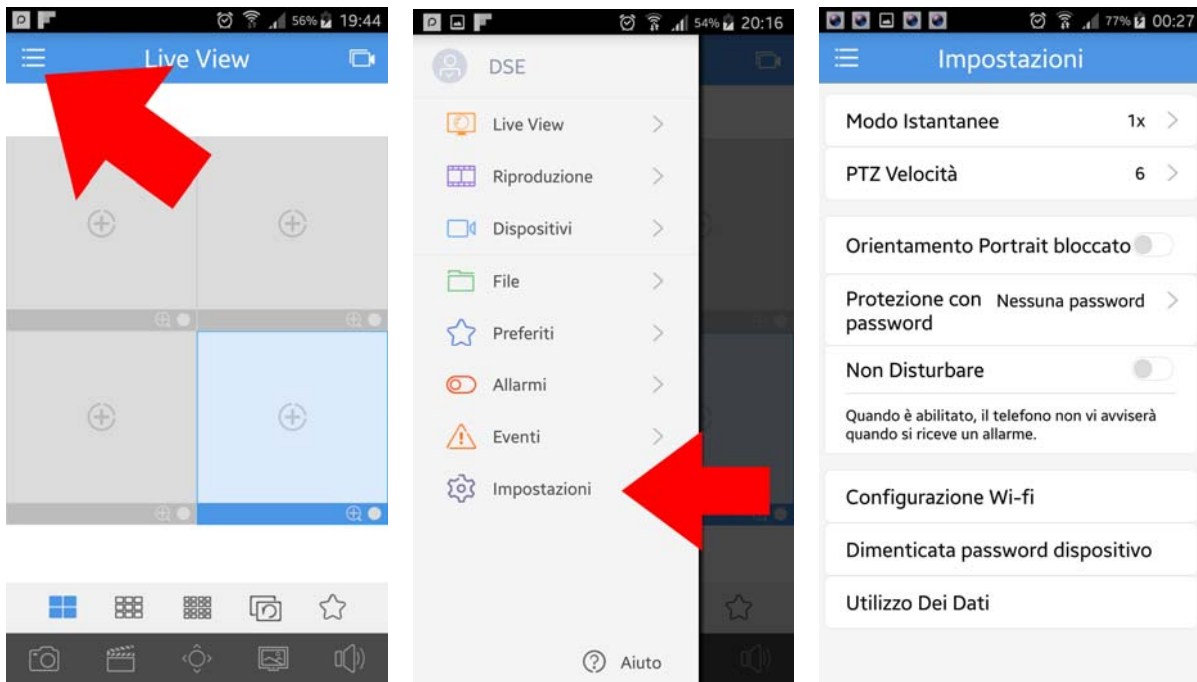 56% 19:44
Live View
54% 20:16
DSE
Live View
Riproduzione
Dispositivi
File
Preferiti
Allarmi
Eventi
Impostazioni
Aiuto
77% 00:27
Impostazioni
Modo Istantanee 1x
PTZ Velocità 6
Orientamento Portrait bloccato
Protezione con Nessuna password
password
Non Disturbare
Quando è abilitato, il telefono non vi avviserà
quando si riceve un allarme.
Configurazione Wi-fi
Dimenticata password dispositivo
Utilizzo Dei Dati